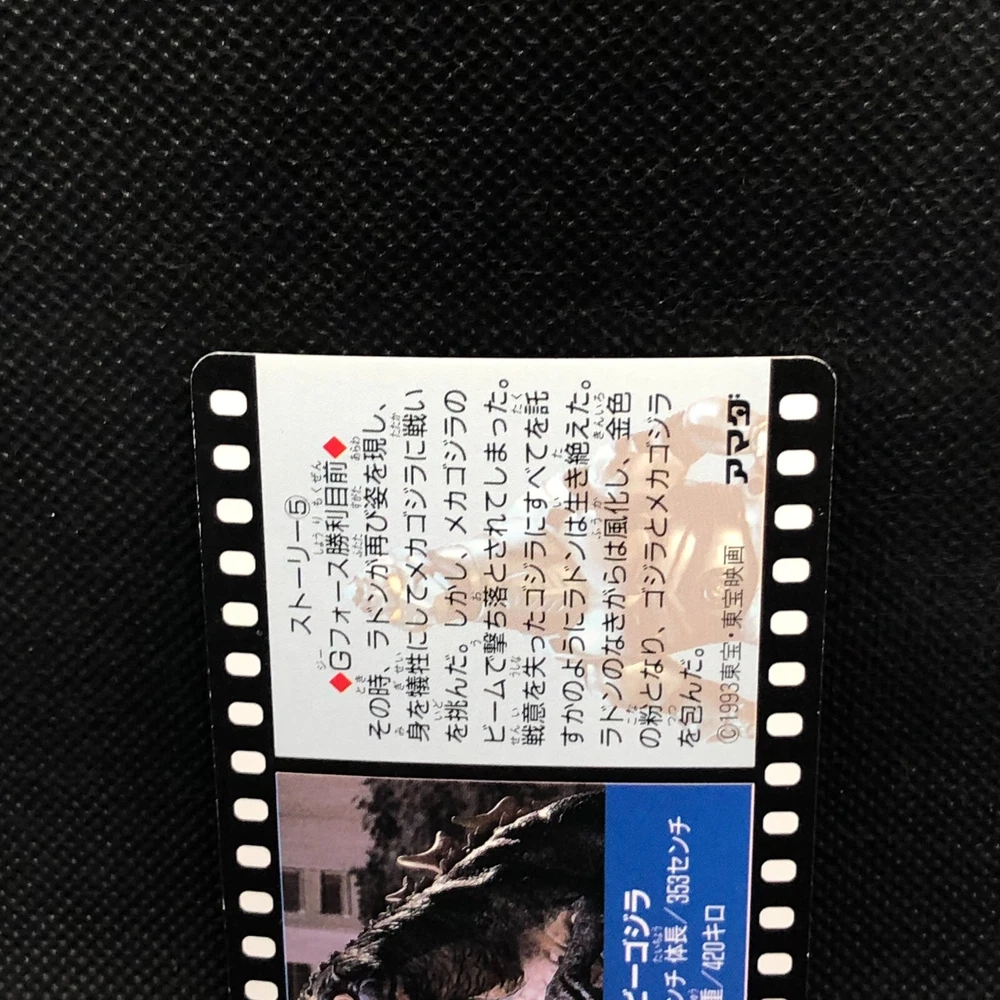 ストーリー⑤
◆Gフォース勝利目前◆
その時、ラドンが再び姿を現し、
身を犠牲にしてメカゴジラに戦い
を挑んだ。しかし、メカゴジラの
ビームで撃ち落とされてしまった。
戦意を失ったゴジラにすべてを託
すかのようにラドンは生き絶えた。
ラドンのなきがらは風化し、金色
の粉となり、ゴジラとメカゴジラ
を包んだ。
©1993東宝・東宝映画
アマダ
ビーゴジラ
ンチ 体長/353センチ
重/420キロ